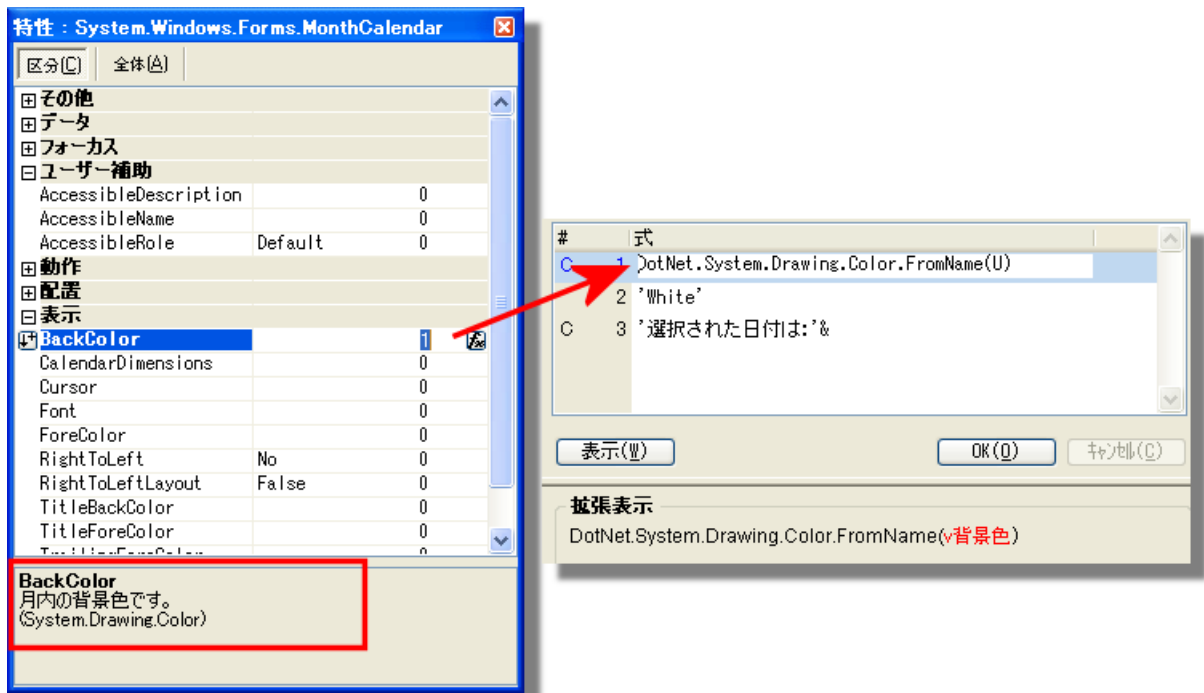 特性：System.Windows.Forms.MonthCalendar
区分(C) 全体(A)
その他
データ
フォーカス
ユーザー補助
AccessibleDescription 0
AccessibleName 0
AccessibleRole Default 0
動作
配置
表示
BackColor 1
CalendarDimensions 0
Cursor 0
Font 0
ForeColor 0
RightToLeft No 0
RightToLeftLayout False 0
TitleBackColor 0
TitleForeColor 0
BackColor
月内の背景色です。
(System.Drawing.Color)
# 式
C 1 DotNet.System.Drawing.Color.FromName(U)
2 'White'
C 3 '選択された日付は:'&
表示(W) OK(O) キャンセル(C)
拡張表示
DotNet.System.Drawing.Color.FromName(v背景色)